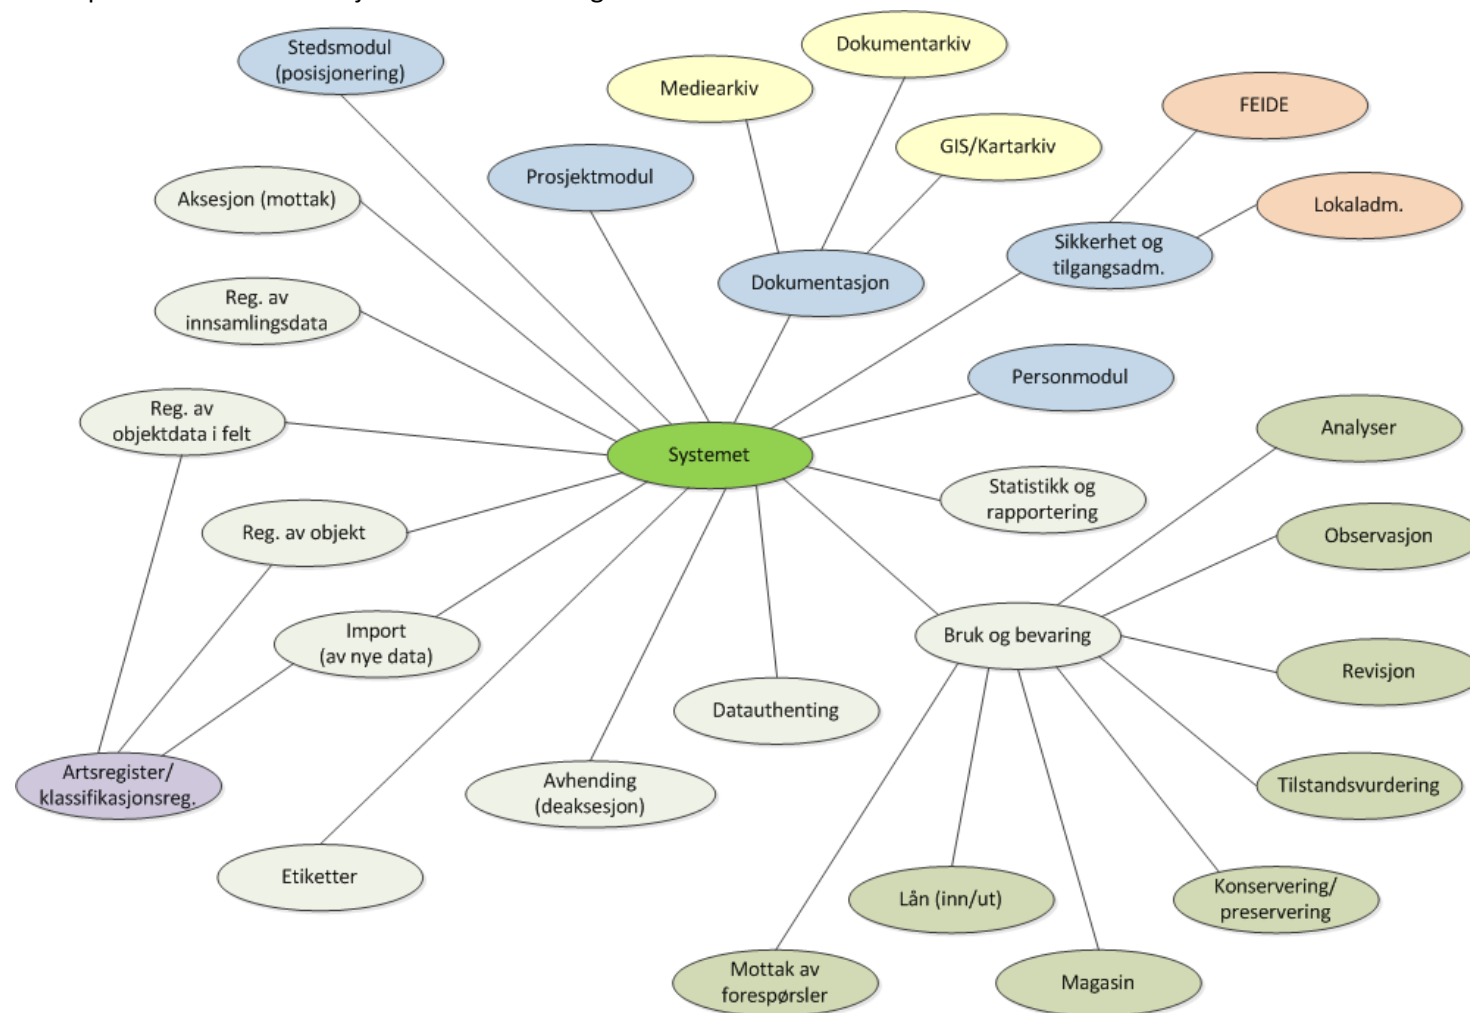 Stedsmodul
(posisjonering)
Dokumentarkiv
Mediearkiv
FEIDE
GIS/Kartarkiv
Prosjektmodul
Aksesjon (mottak)
Lokaladm.
Sikkerhet og
tilgangsadm.
Dokumentasjon
Reg. av
innsamlingsdata
Personmodul
Reg. av
objektdata i felt
Analyser
Systemet
Statistikk og
rapportering
Reg. av objekt
Observasjon
Import
(av nye data)
Bruk og bevaring
Revisjon
Datauthenting
Artsregister/
klassifikasjonsreg.
Avhending
(deaksesjon)
Tilstandsvurdering
Etiketter
Lån (inn/ut)
Konservering/
preservering
Mottak av
forespørsler
Magasin